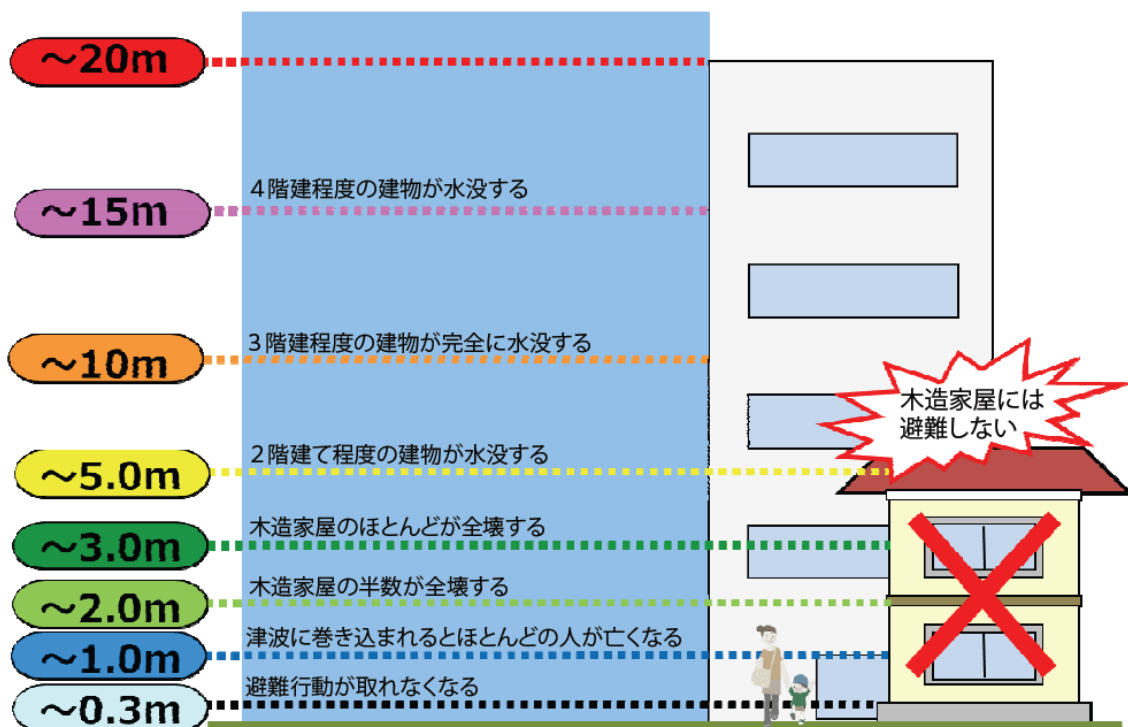 ~20m
4階建程度の建物が水没する
~15m
3階建程度の建物が完全に水没する
~10m
木造家屋には
避難しない
2階建て程度の建物が水没する
~5.0m
木造家屋のほとんどが全壊する
~3.0m
木造家屋の半数が全壊する
~2.0m
津波に巻き込まれるとほとんどの人が亡くなる
~1.0m
避難行動が取れなくなる
~0.3m